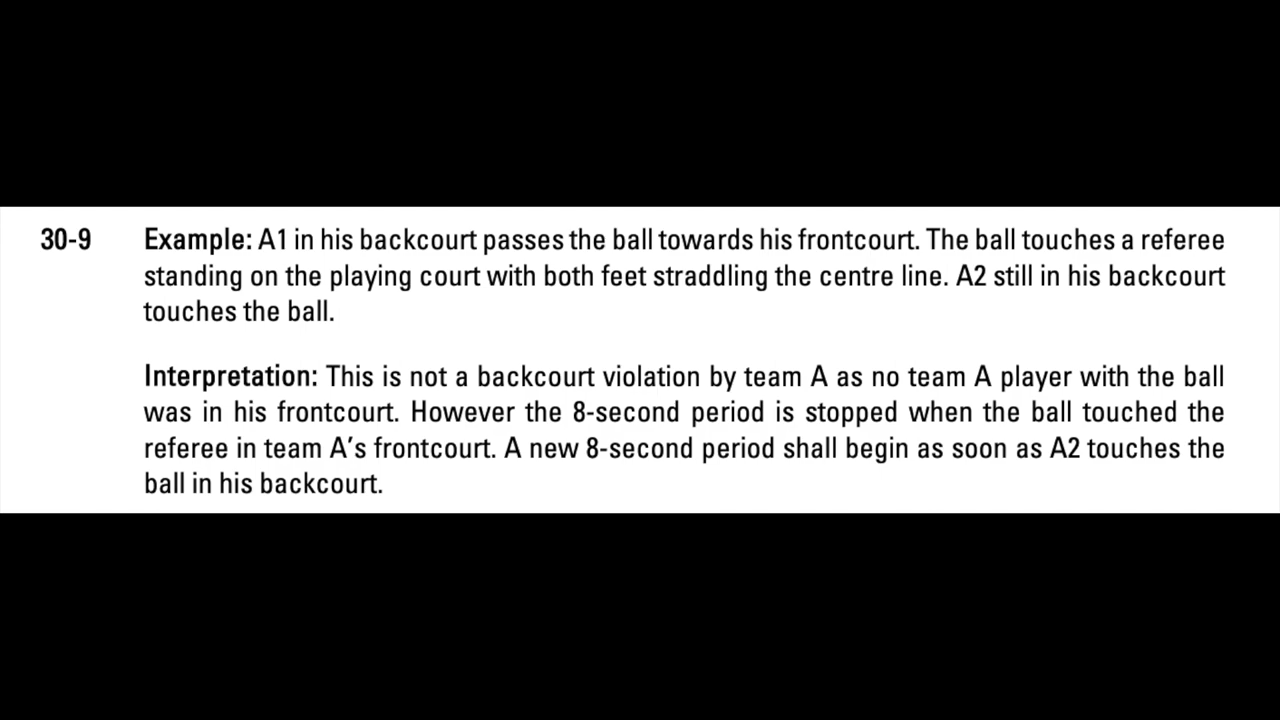 30-9 Example: A1 in his backcourt passes the ball towards his frontcourt. The ball touches a referee
standing on the playing court with both feet straddling the centre line. A2 still in his backcourt
touches the ball.
Interpretation: This is not a backcourt violation by team A as no team A player with the ball
was in his frontcourt. However the 8-second period is stopped when the ball touched the
referee in team A’s frontcourt. A new 8-second period shall begin as soon as A2 touches the
ball in his backcourt.